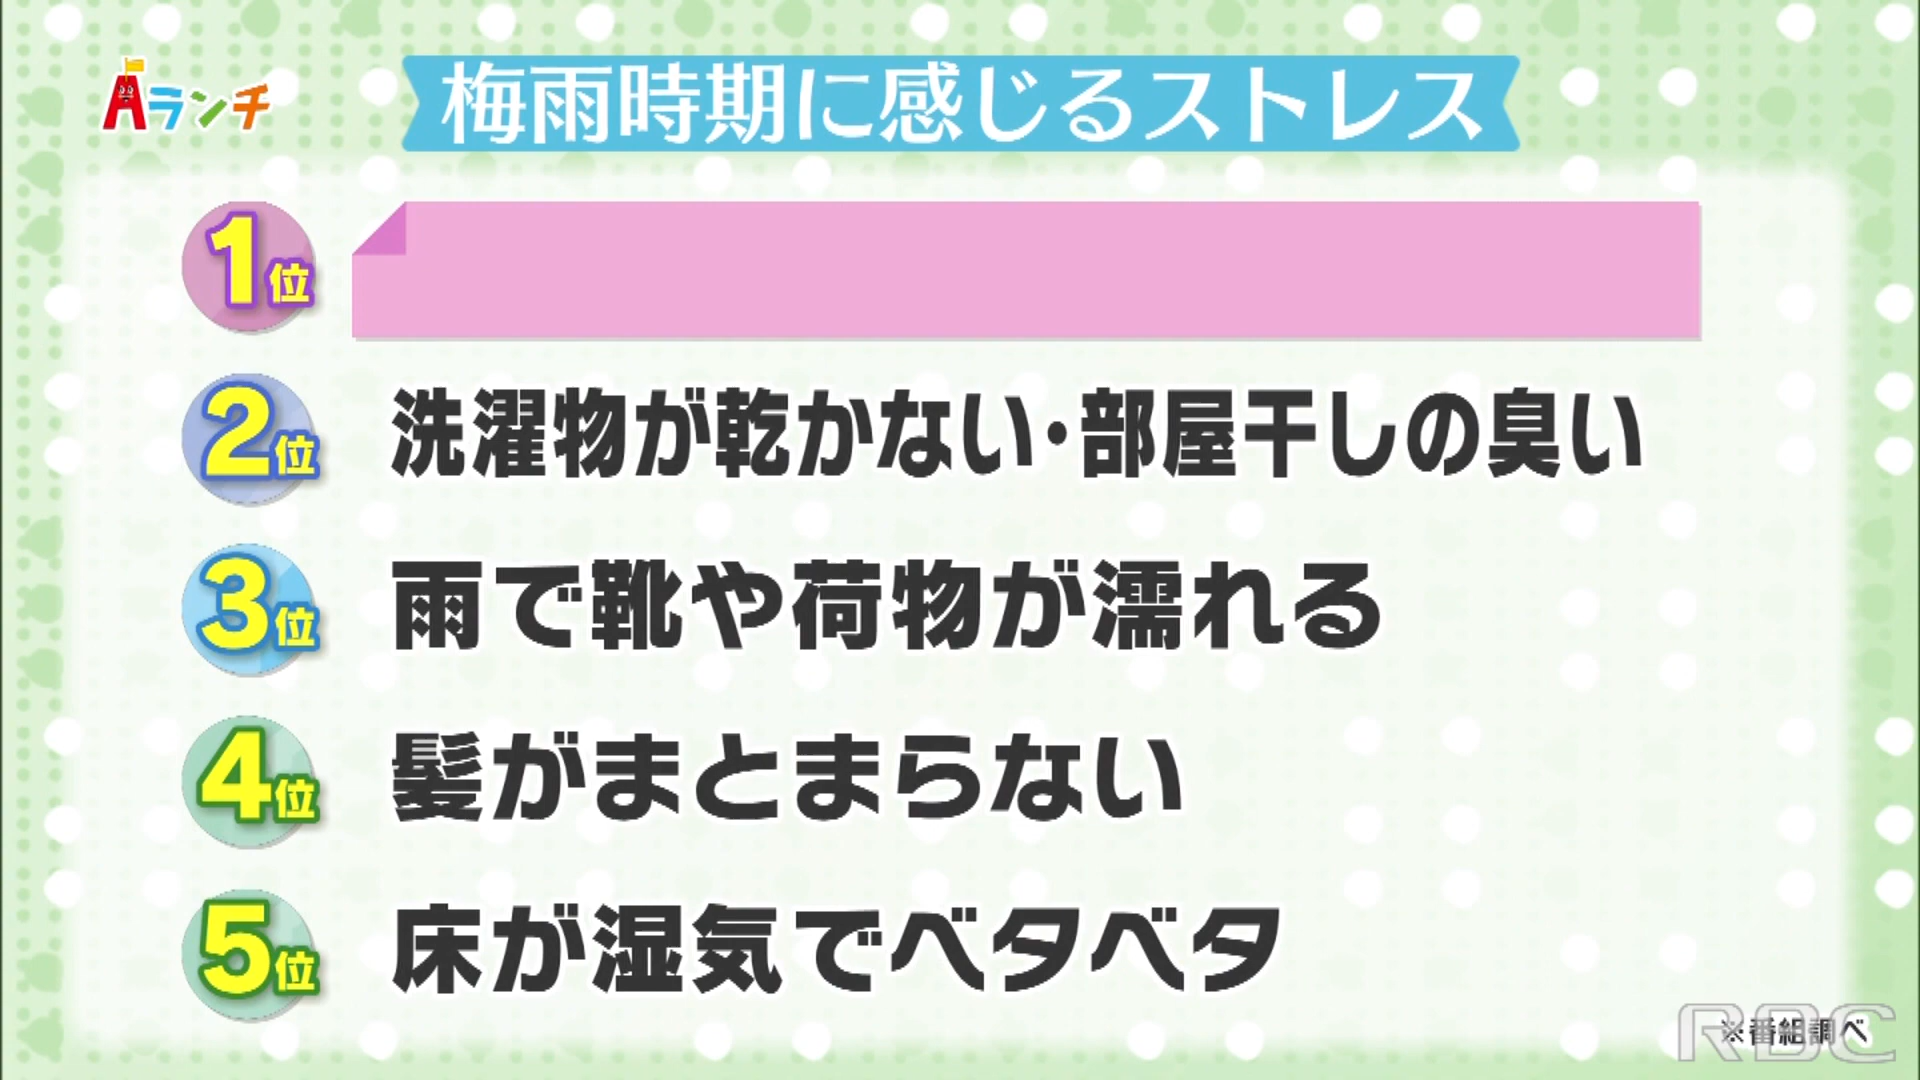 Aランチ
梅雨時期に感じるストレス
1位
2位 洗濯物が乾かない・部屋干しの臭い
3位 雨で靴や荷物が濡れる
4位 髪がまとまらない
5位 床が湿気でベタベタ
※番組調べ
RBC